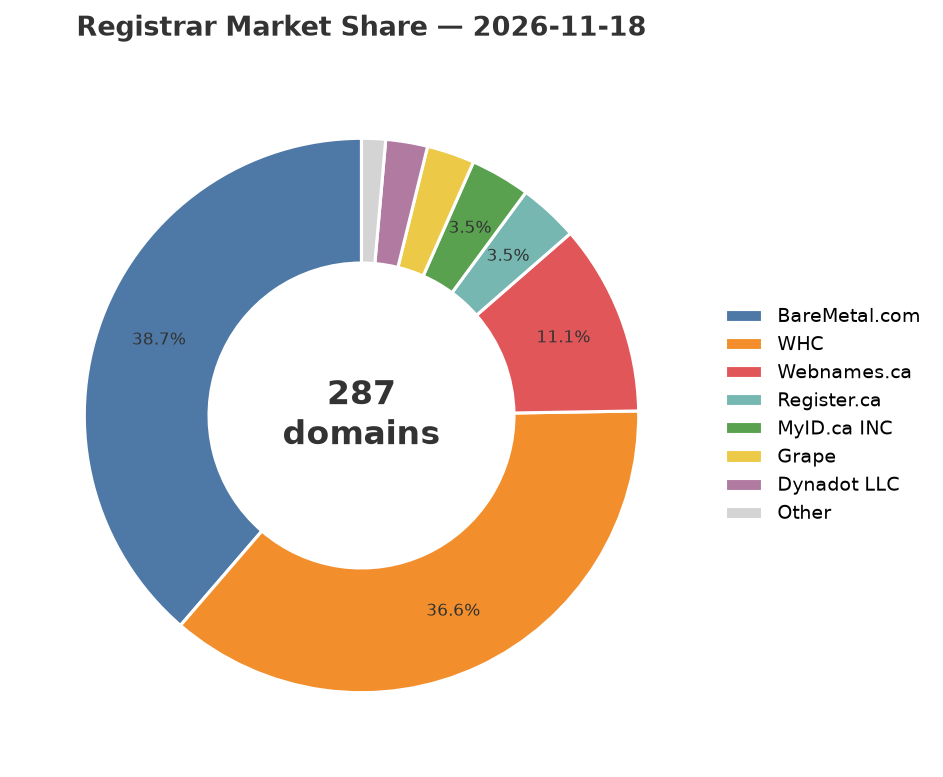 Registrar Market Share — 2026-11-18
3.5%
3.5%
11.1%
38.7%
36.6%
287
domains
BareMetal.com
WHC
Webnames.ca
Register.ca
MyID.ca INC
Grape
Dynadot LLC
Other